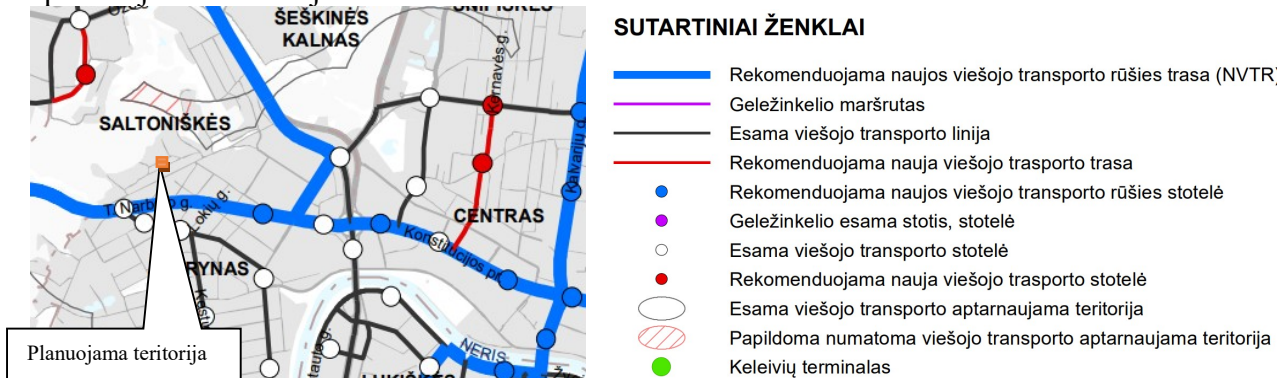 ŠEŠKINĖS
KALNAS
Kernavės g.
SALTONIŠKĖS
Kalvarijų g.
T. Narbuto g.
Lokių g.
CENTRAS
Konstitucijos pr.
NERIS
Planuojama teritorija
SUTARTINIAI ŽENKLAI
Rekomenduojama naujos viešojo transporto rūšies trasa (NVTR)
Geležinkelio maršrutas
Esama viešojo transporto linija
Rekomenduojama nauja viešojo trasporto trasa
Rekomenduojama naujos viešojo transporto rūšies stotelė
Geležinkelio esama stotis, stotelė
Esama viešojo transporto stotelė
Rekomenduojama nauja viešojo trasporto stotelė
Esama viešojo transporto aptarnaujama teritorija
Papildoma numatoma viešojo transporto aptarnaujama teritorija
Keleivių terminalas